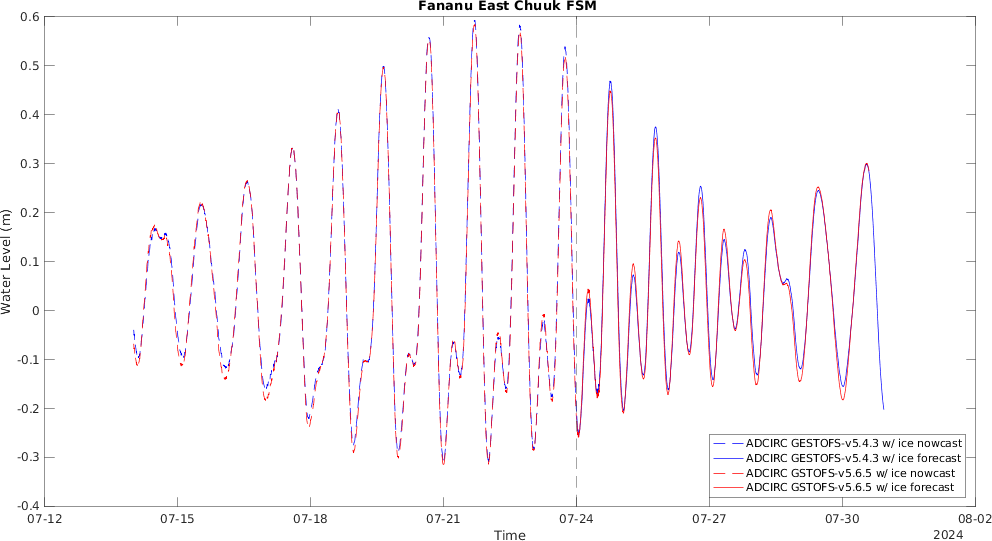 Fananu East Chuuk FSM
0.6
0.5
0.4
0.3
0.2
0.1
0
-0.1
-0.2
-0.3
-0.4
Water Level (m)
07-12
07-15
07-18
07-21
07-24
07-27
07-30
08-02
Time
2024
ADCIRC GESTOFS-v5.4.3 w/ ice nowcast
ADCIRC GESTOFS-v5.4.3 w/ ice forecast
ADCIRC GSTOFS-v5.6.5 w/ ice nowcast
ADCIRC GSTOFS-v5.6.5 w/ ice forecast